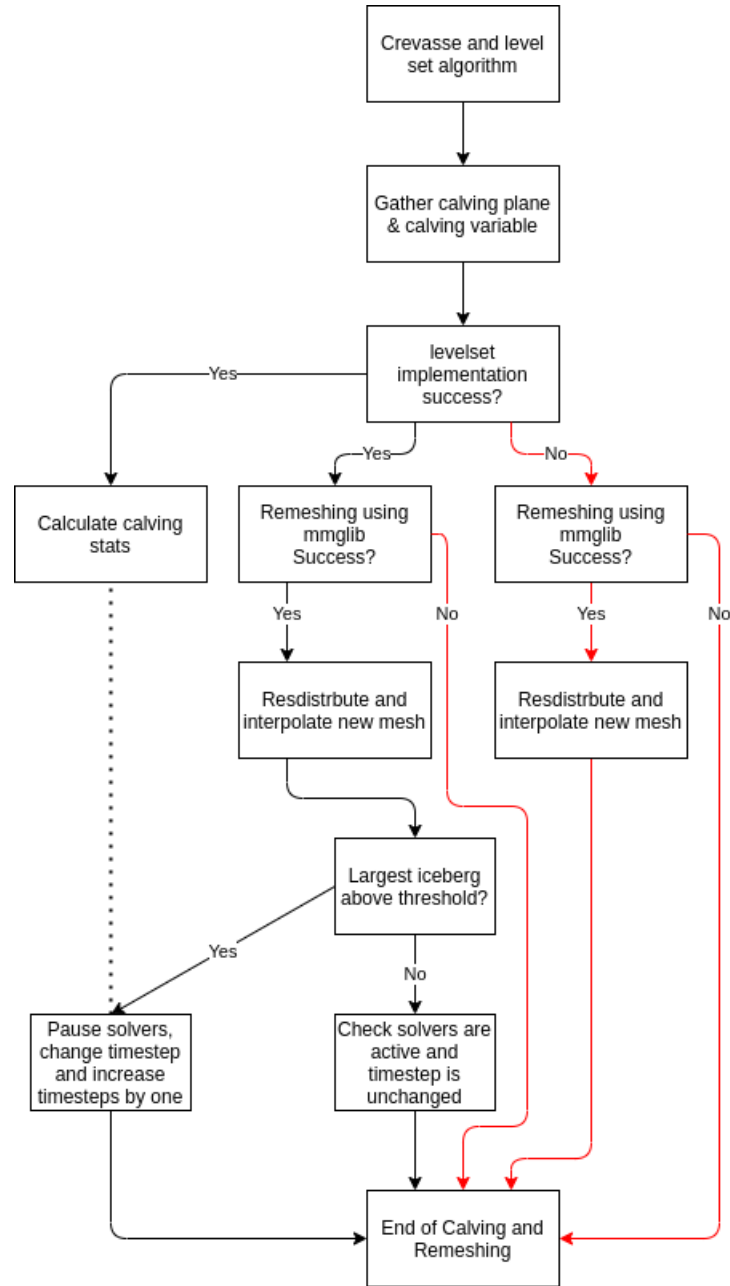 Crevasse and level
set algorithm
Gather calving plane
& calving variable
levelset
implementation
success?
Yes
Yes
No
Calculate calving
stats
Remeshing using
mmglib
Success?
Remeshing using
mmglib
Success?
Yes
No
Yes
No
Resdistrbute and
interpolate new mesh
Resdistrbute and
interpolate new mesh
Largest iceberg
above threshold?
Yes
No
Pause solvers,
change timestep
and increase
timesteps by one
Check solvers are
active and
timestep is
unchanged
End of Calving and
Remeshing